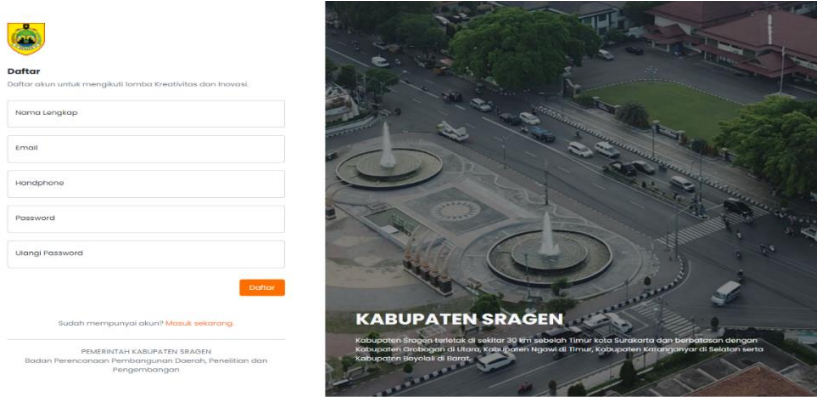 Daftar
Daftar akun untuk mengikuti lomba Kreativitas dan Inovasi.
Nama Lengkap
Email
Handphone
Password
Ulangi Password
Daftar
Sudah mempunyai akun? Masuk sekarang.
PEMERINTAH KABUPATEN SRAGEN
Badan Perencanaan Pembangunan Daerah, Penelitian dan
Pengembangan
KABUPATEN SRAGEN
Kabupaten Sragen terletak di sekitar 30 km sebelah Timur kota Surakarta dan berbatasan dengan
Kabupaten Grobogan di Utara, Kabupaten Ngawi di Timur, Kabupaten Karanganyar di Selatan serta
Kabupaten Boyolali di Barat.